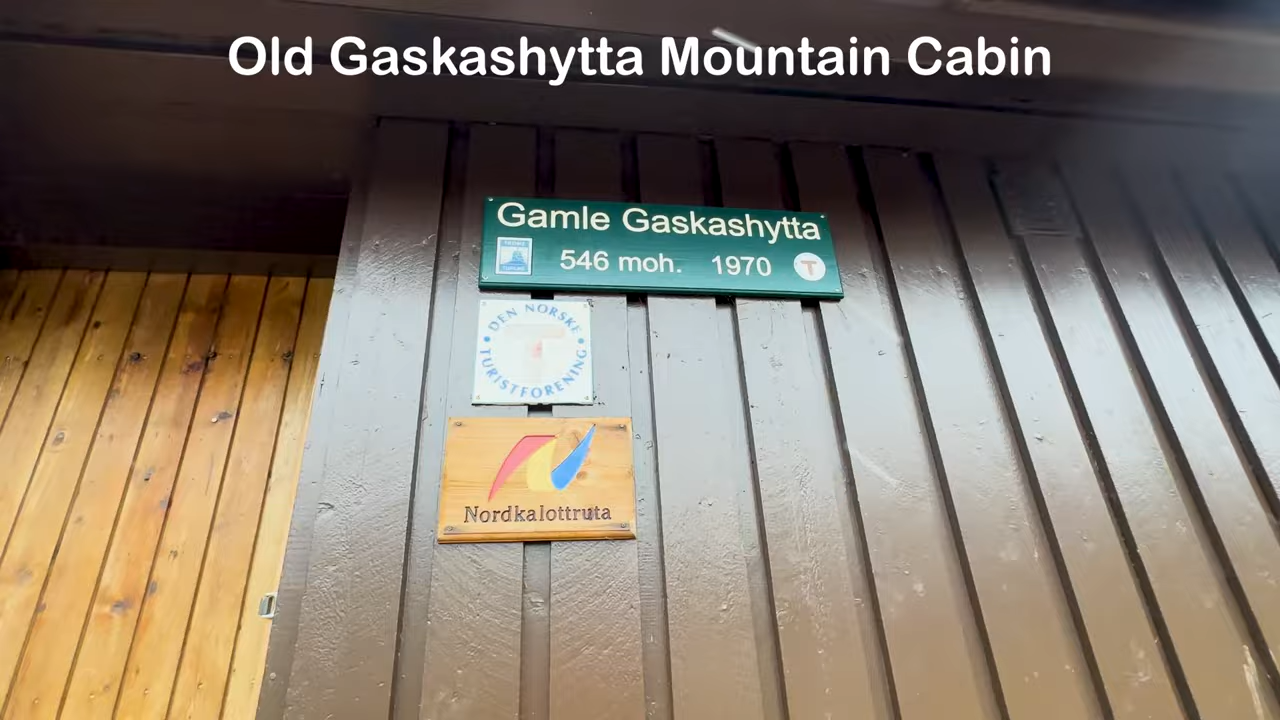 Old Gaskashytta Mountain Cabin
Gamle Gaskashytta
546 moh. 1970
T
DEN NORSKE
TURISTFORENING
Nordkalottruta